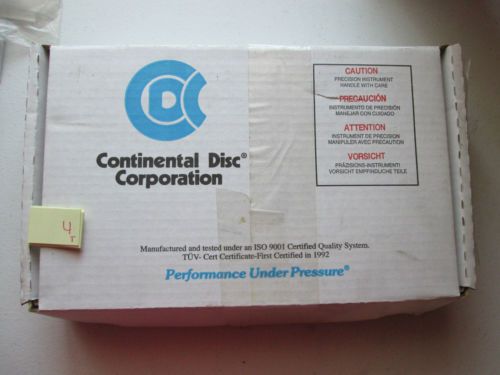 CDC
Continental Disc®
Corporation
CAUTION
PRECISION INSTRUMENT
HANDLE WITH CARE
PRECAUCIÓN
INSTRUMENTO DE PRECISIÓN
MANEJAR CON CUIDADO
ATTENTION
INSTRUMENT DE PRECISION
MANIPULER AVEC PRECAUTION
VORSICHT
PRÄZISIONS-INSTRUMENT!
VORSICHT EMPFINDLICHE TEILE
4
T
Manufactured and tested under an ISO 9001 Certified Quality System.
TÜV- Cert Certificate-First Certified in 1992
Performance Under Pressure®